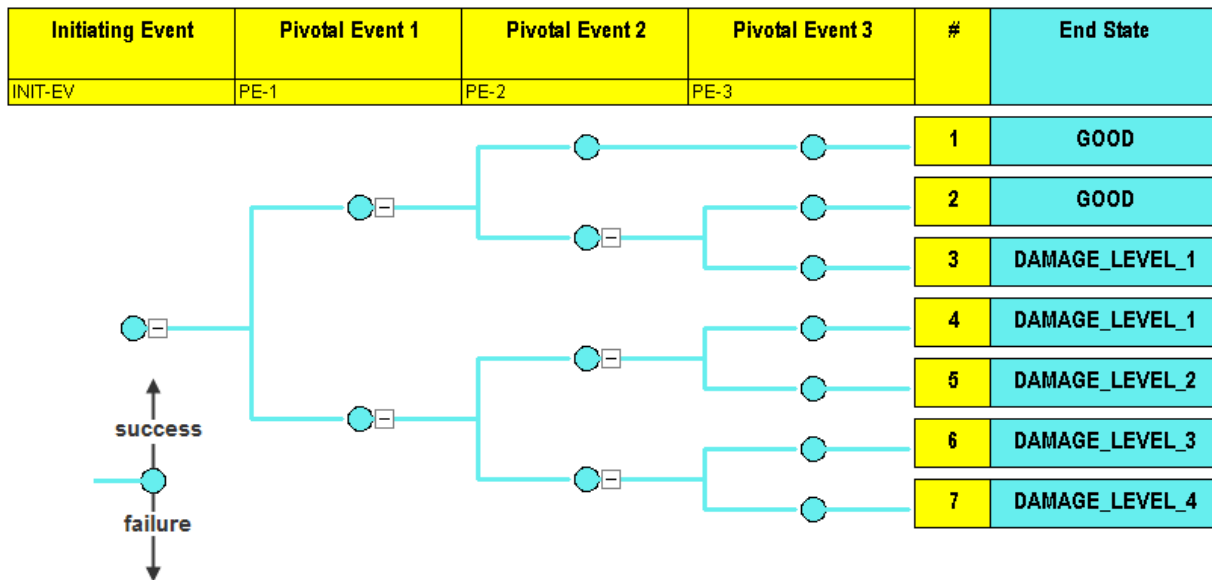 Initiating Event Pivotal Event 1 Pivotal Event 2 Pivotal Event 3 # End State
INIT-EV PE-1 PE-2 PE-3
1 GOOD
2 GOOD
3 DAMAGE_LEVEL_1
4 DAMAGE_LEVEL_1
5 DAMAGE_LEVEL_2
6 DAMAGE_LEVEL_3
7 DAMAGE_LEVEL_4
success
failure